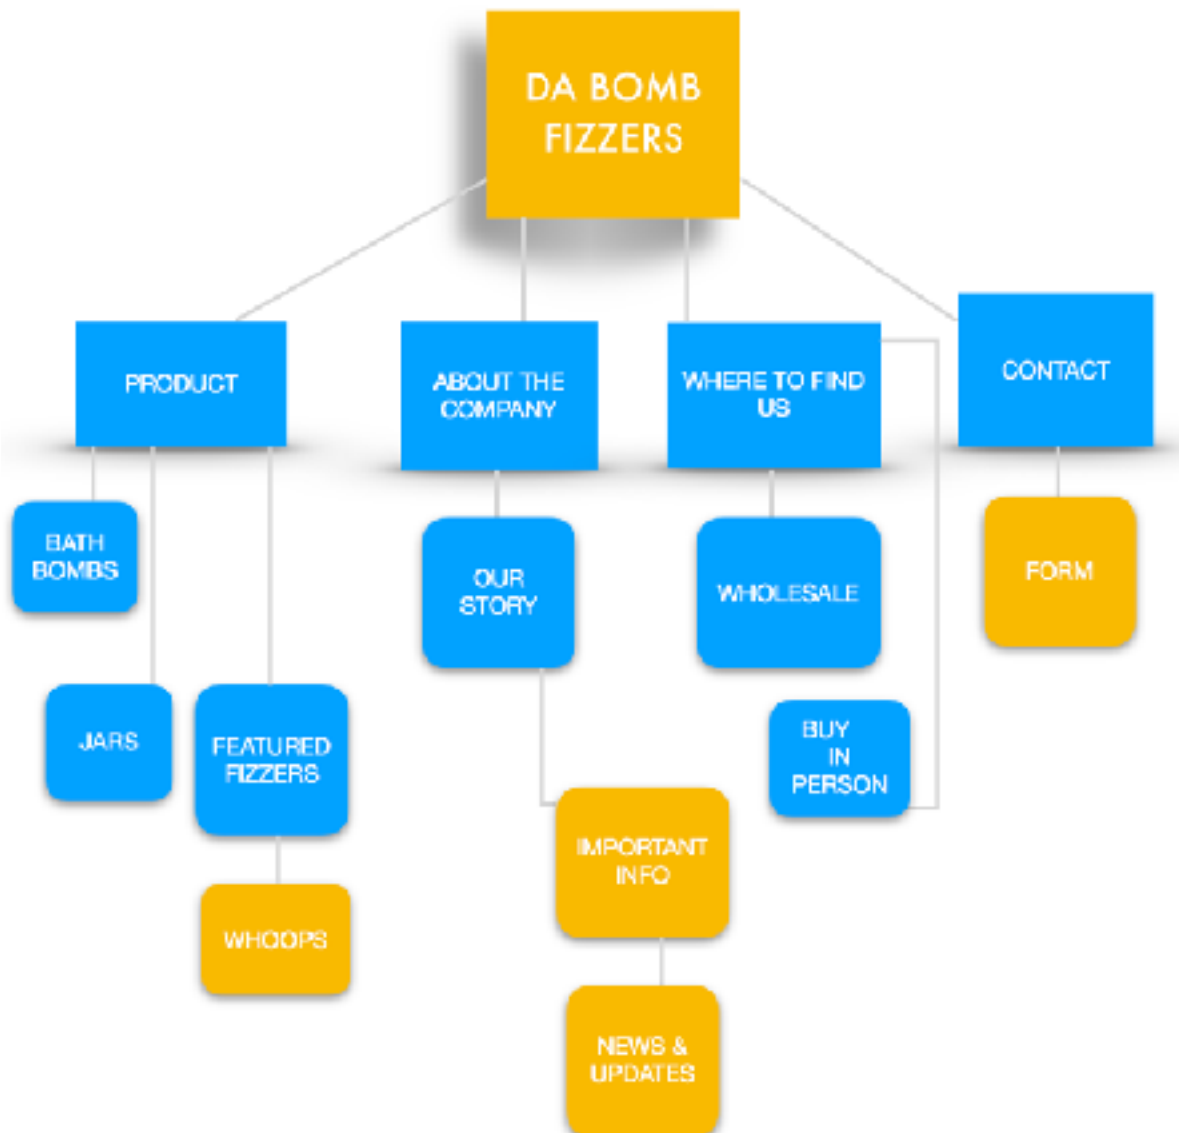 DA BOMB
FIZZERS
PRODUCT
ABOUT THE
COMPANY
WHERE TO FIND
US
CONTACT
BATH
BOMBS
OUR
STORY
WHOLESALE
FORM
JARS
FEATURED
FIZZERS
BUY
IN
PERSON
IMPORTANT
INFO
WHOOPS
NEWS &
UPDATES